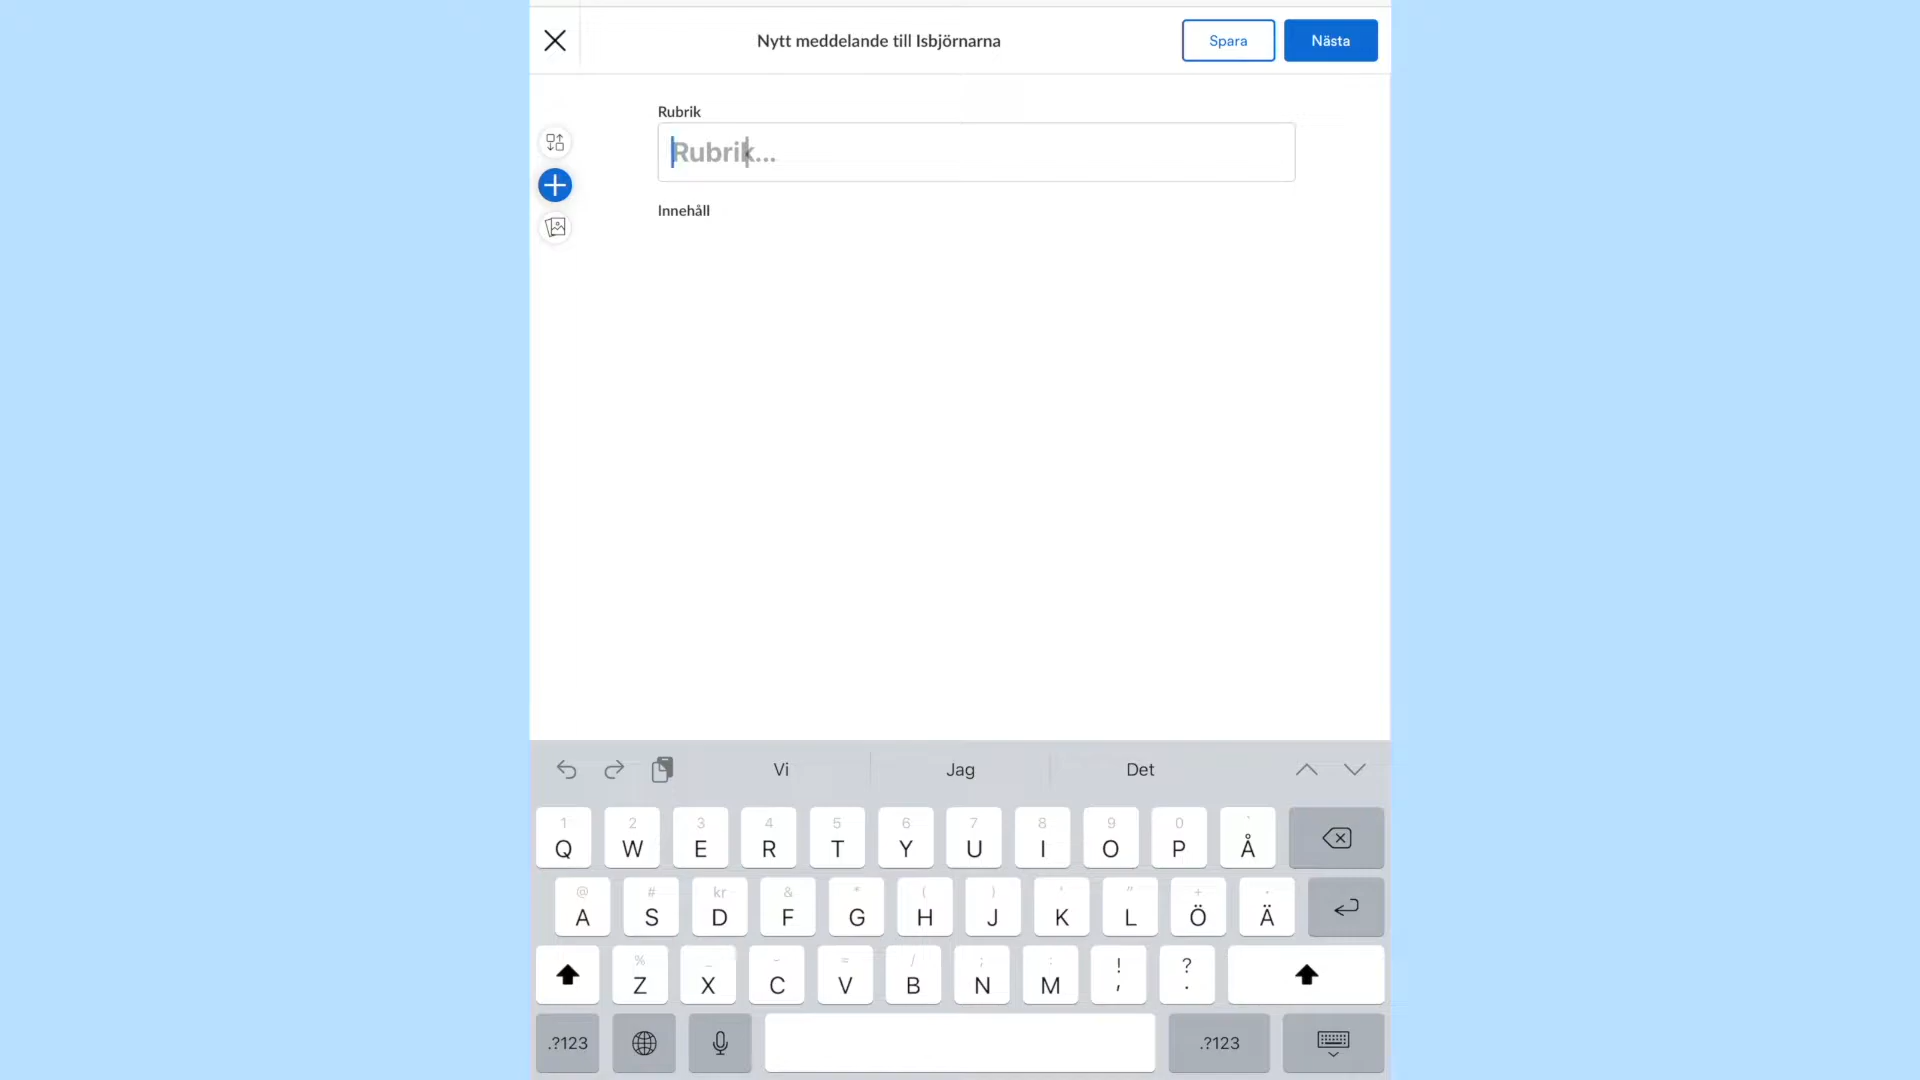 Nytt meddelande till Isbjörnarna
Spara
Nästa
Rubrik
Rubrik...
Innehåll
Vi
Jag
Det
1 2 3 4 5 6 7 8 9 0
Q W E R T Y U I O P Å
@ # kr & * ( ) ' " +
A S D F G H J K L Ö Ä
% _ / ; : ! ?
Z X C V B N M , .
.?123
.?123